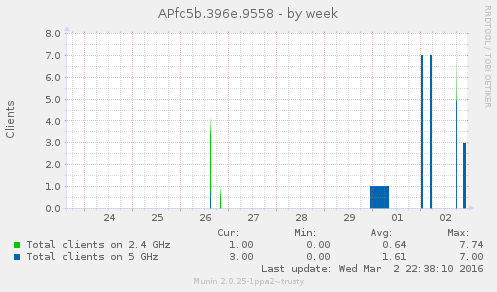 APfc5b.396e.9558 - by week
RRDTOOL / TOBI OETIKER
Clients
8.0
7.0
6.0
5.0
4.0
3.0
2.0
1.0
0.0
24 25 26 27 28 29 01 02
Cur: Min: Avg: Max:
Total clients on 2.4 GHz 1.00 0.00 0.64 7.74
Total clients on 5 GHz 3.00 0.00 1.61 7.00
Last update: Wed Mar 2 22:38:10 2016
Munin 2.0.25-1ppa2~trusty